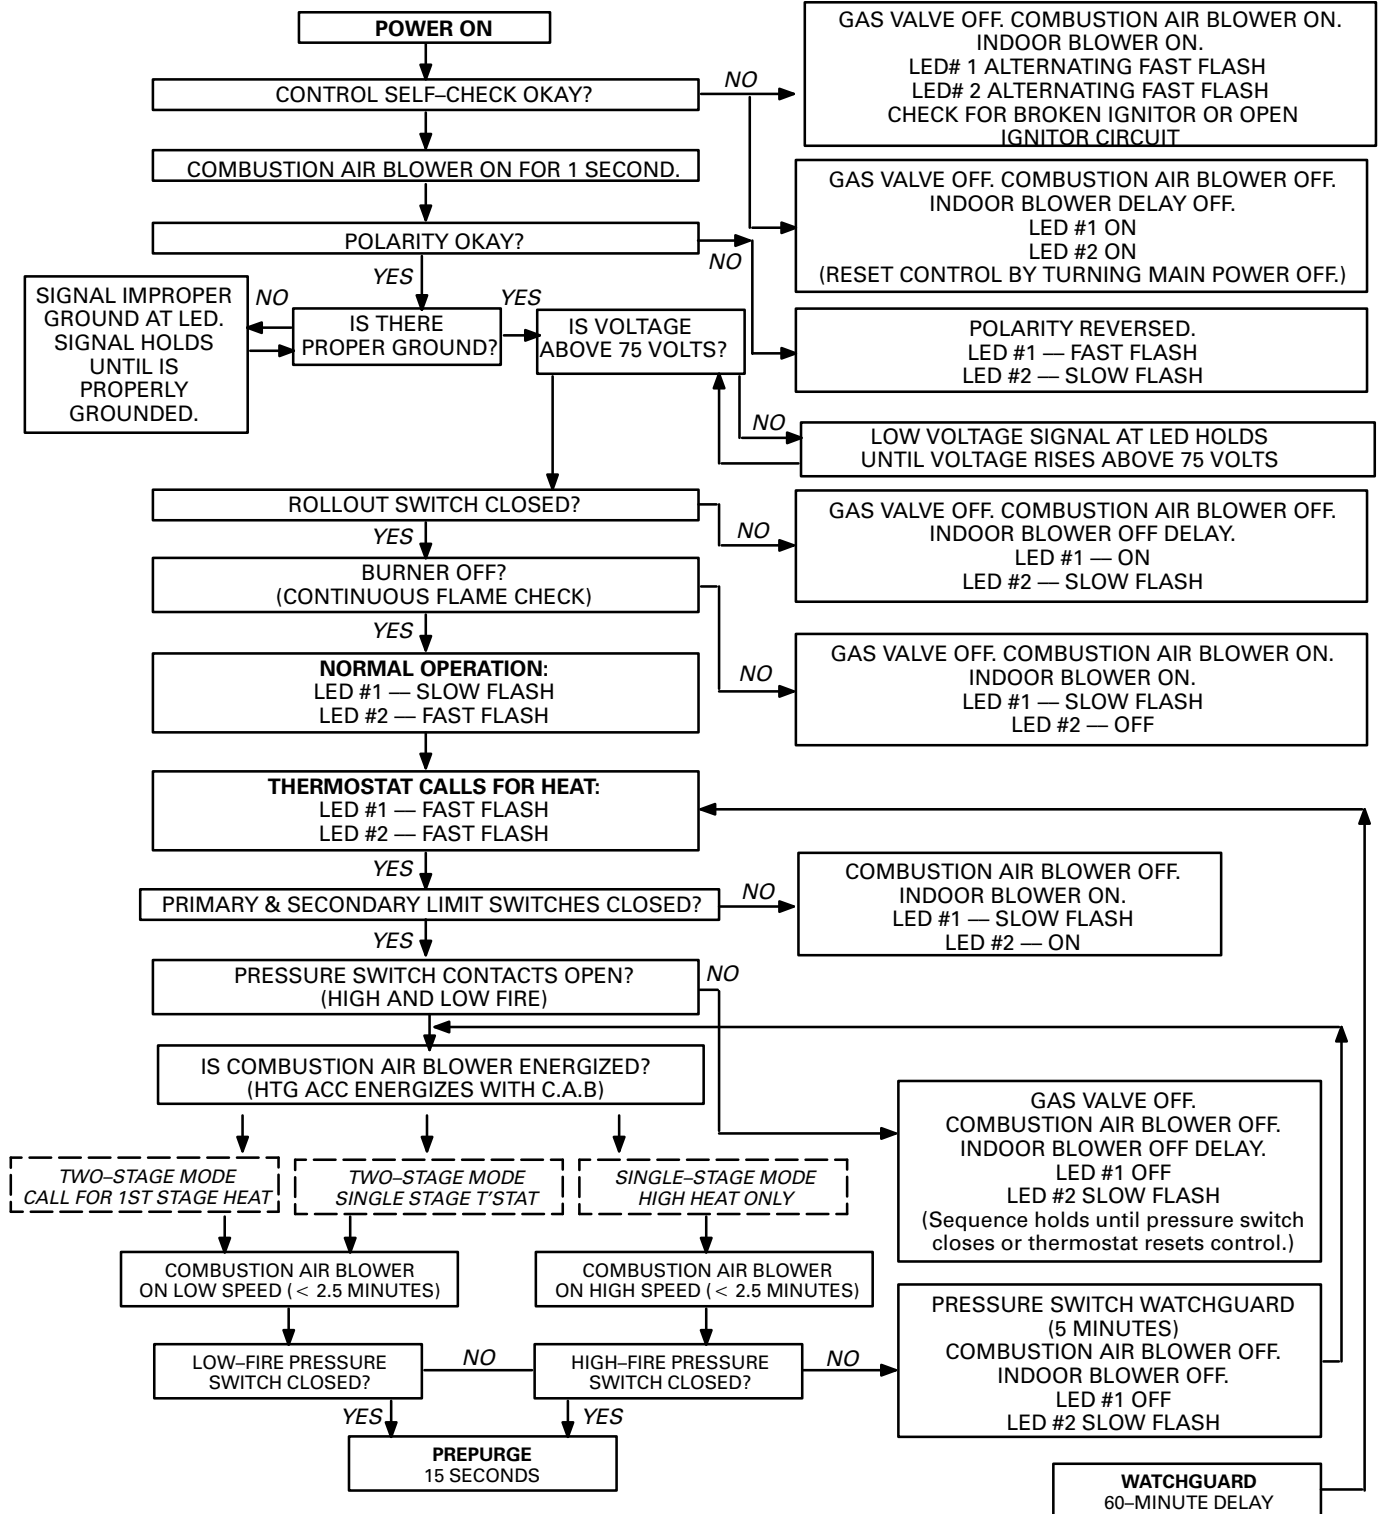 POWER ON
GAS VALVE OFF. COMBUSTION AIR BLOWER ON.
INDOOR BLOWER ON.
LED# 1 ALTERNATING FAST FLASH
LED# 2 ALTERNATING FAST FLASH
CHECK FOR BROKEN IGNITOR OR OPEN
IGNITOR CIRCUIT
CONTROL SELF–CHECK OKAY?
NO
COMBUSTION AIR BLOWER ON FOR 1 SECOND.
GAS VALVE OFF. COMBUSTION AIR BLOWER OFF.
INDOOR BLOWER DELAY OFF.
LED #1 ON
LED #2 ON
(RESET CONTROL BY TURNING MAIN POWER OFF.)
POLARITY OKAY?
NO
YES
SIGNAL IMPROPER
GROUND AT LED.
SIGNAL HOLDS
UNTIL IS
PROPERLY
GROUNDED.
NO
IS THERE
PROPER GROUND?
YES
IS VOLTAGE
ABOVE 75 VOLTS?
POLARITY REVERSED.
LED #1 — FAST FLASH
LED #2 — SLOW FLASH
NO
LOW VOLTAGE SIGNAL AT LED HOLDS
UNTIL VOLTAGE RISES ABOVE 75 VOLTS
ROLLOUT SWITCH CLOSED?
NO
YES
GAS VALVE OFF. COMBUSTION AIR BLOWER OFF.
INDOOR BLOWER OFF DELAY.
LED #1 — ON
LED #2 — SLOW FLASH
BURNER OFF?
(CONTINUOUS FLAME CHECK)
YES
NO
GAS VALVE OFF. COMBUSTION AIR BLOWER ON.
INDOOR BLOWER ON.
LED #1 — SLOW FLASH
LED #2 — OFF
NORMAL OPERATION:
LED #1 — SLOW FLASH
LED #2 — FAST FLASH
THERMOSTAT CALLS FOR HEAT:
LED #1 — FAST FLASH
LED #2 — FAST FLASH
YES
PRIMARY & SECONDARY LIMIT SWITCHES CLOSED?
NO
COMBUSTION AIR BLOWER OFF.
INDOOR BLOWER ON.
LED #1 — SLOW FLASH
LED #2 — ON
YES
PRESSURE SWITCH CONTACTS OPEN?
(HIGH AND LOW FIRE)
NO
IS COMBUSTION AIR BLOWER ENERGIZED?
(HTG ACC ENERGIZES WITH C.A.B)
GAS VALVE OFF.
COMBUSTION AIR BLOWER OFF.
INDOOR BLOWER OFF DELAY.
LED #1 OFF
LED #2 SLOW FLASH
(Sequence holds until pressure switch
closes or thermostat resets control.)
TWO–STAGE MODE
CALL FOR 1ST STAGE HEAT
TWO–STAGE MODE
SINGLE STAGE T'STAT
SINGLE–STAGE MODE
HIGH HEAT ONLY
COMBUSTION AIR BLOWER
ON LOW SPEED (< 2.5 MINUTES)
COMBUSTION AIR BLOWER
ON HIGH SPEED (< 2.5 MINUTES)
PRESSURE SWITCH WATCHGUARD
(5 MINUTES)
COMBUSTION AIR BLOWER OFF.
INDOOR BLOWER OFF.
LED #1 OFF
LED #2 SLOW FLASH
LOW–FIRE PRESSURE
SWITCH CLOSED?
NO
HIGH–FIRE PRESSURE
SWITCH CLOSED?
NO
YES
YES
PREPURGE
15 SECONDS
WATCHGUARD
60–MINUTE DELAY